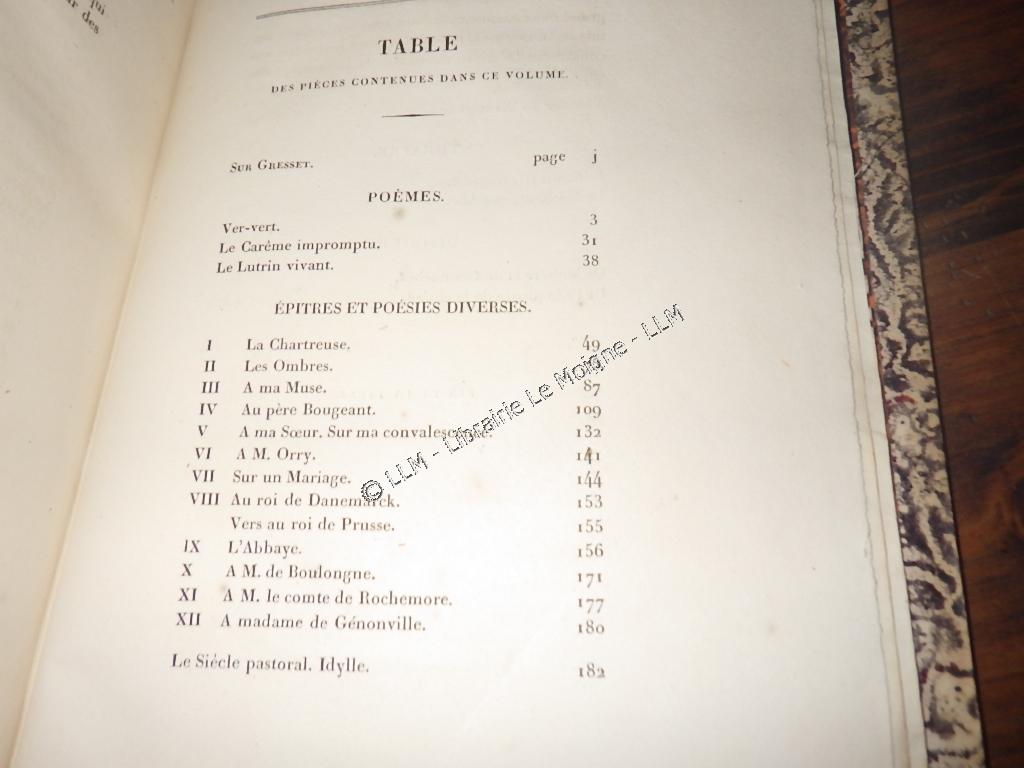 qui
ur des
TABLE
DES PIÈCES CONTENUES DANS CE VOLUME.
SUR GRESSET. page j
POÈMES.
Ver-vert. 3
Le Carême impromptu. 31
Le Lutrin vivant. 38
ÉPITRES ET POÉSIES DIVERSES.
I La Chartreuse. 49
II Les Ombres.
III A ma Muse. 87
IV Au père Bougeant. 109
V A ma Sœur. Sur ma convalescence. 132
VI A M. Orry. 141
VII Sur un Mariage. 144
VIII Au roi de Danemarck. 153
Vers au roi de Prusse. 155
IX L'Abbaye. 156
X A M. de Boulongne. 171
XI A M. le comte de Rochemore. 177
XII A madame de Génonville. 180
Le Siècle pastoral. Idylle. 182
© LLM - Librairie Le Moigne - LLM